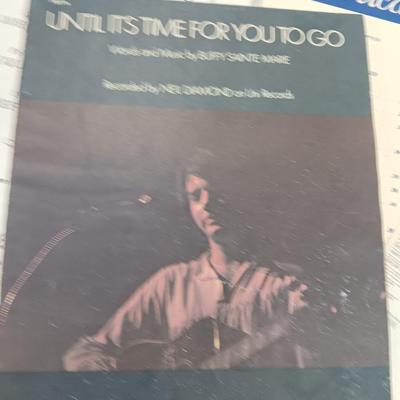 UNTIL IT'S TIME FOR YOU TO GO
Words and Music by BUFFY SAINTE-MARIE
Recorded by NEIL DIAMOND on Uni Records